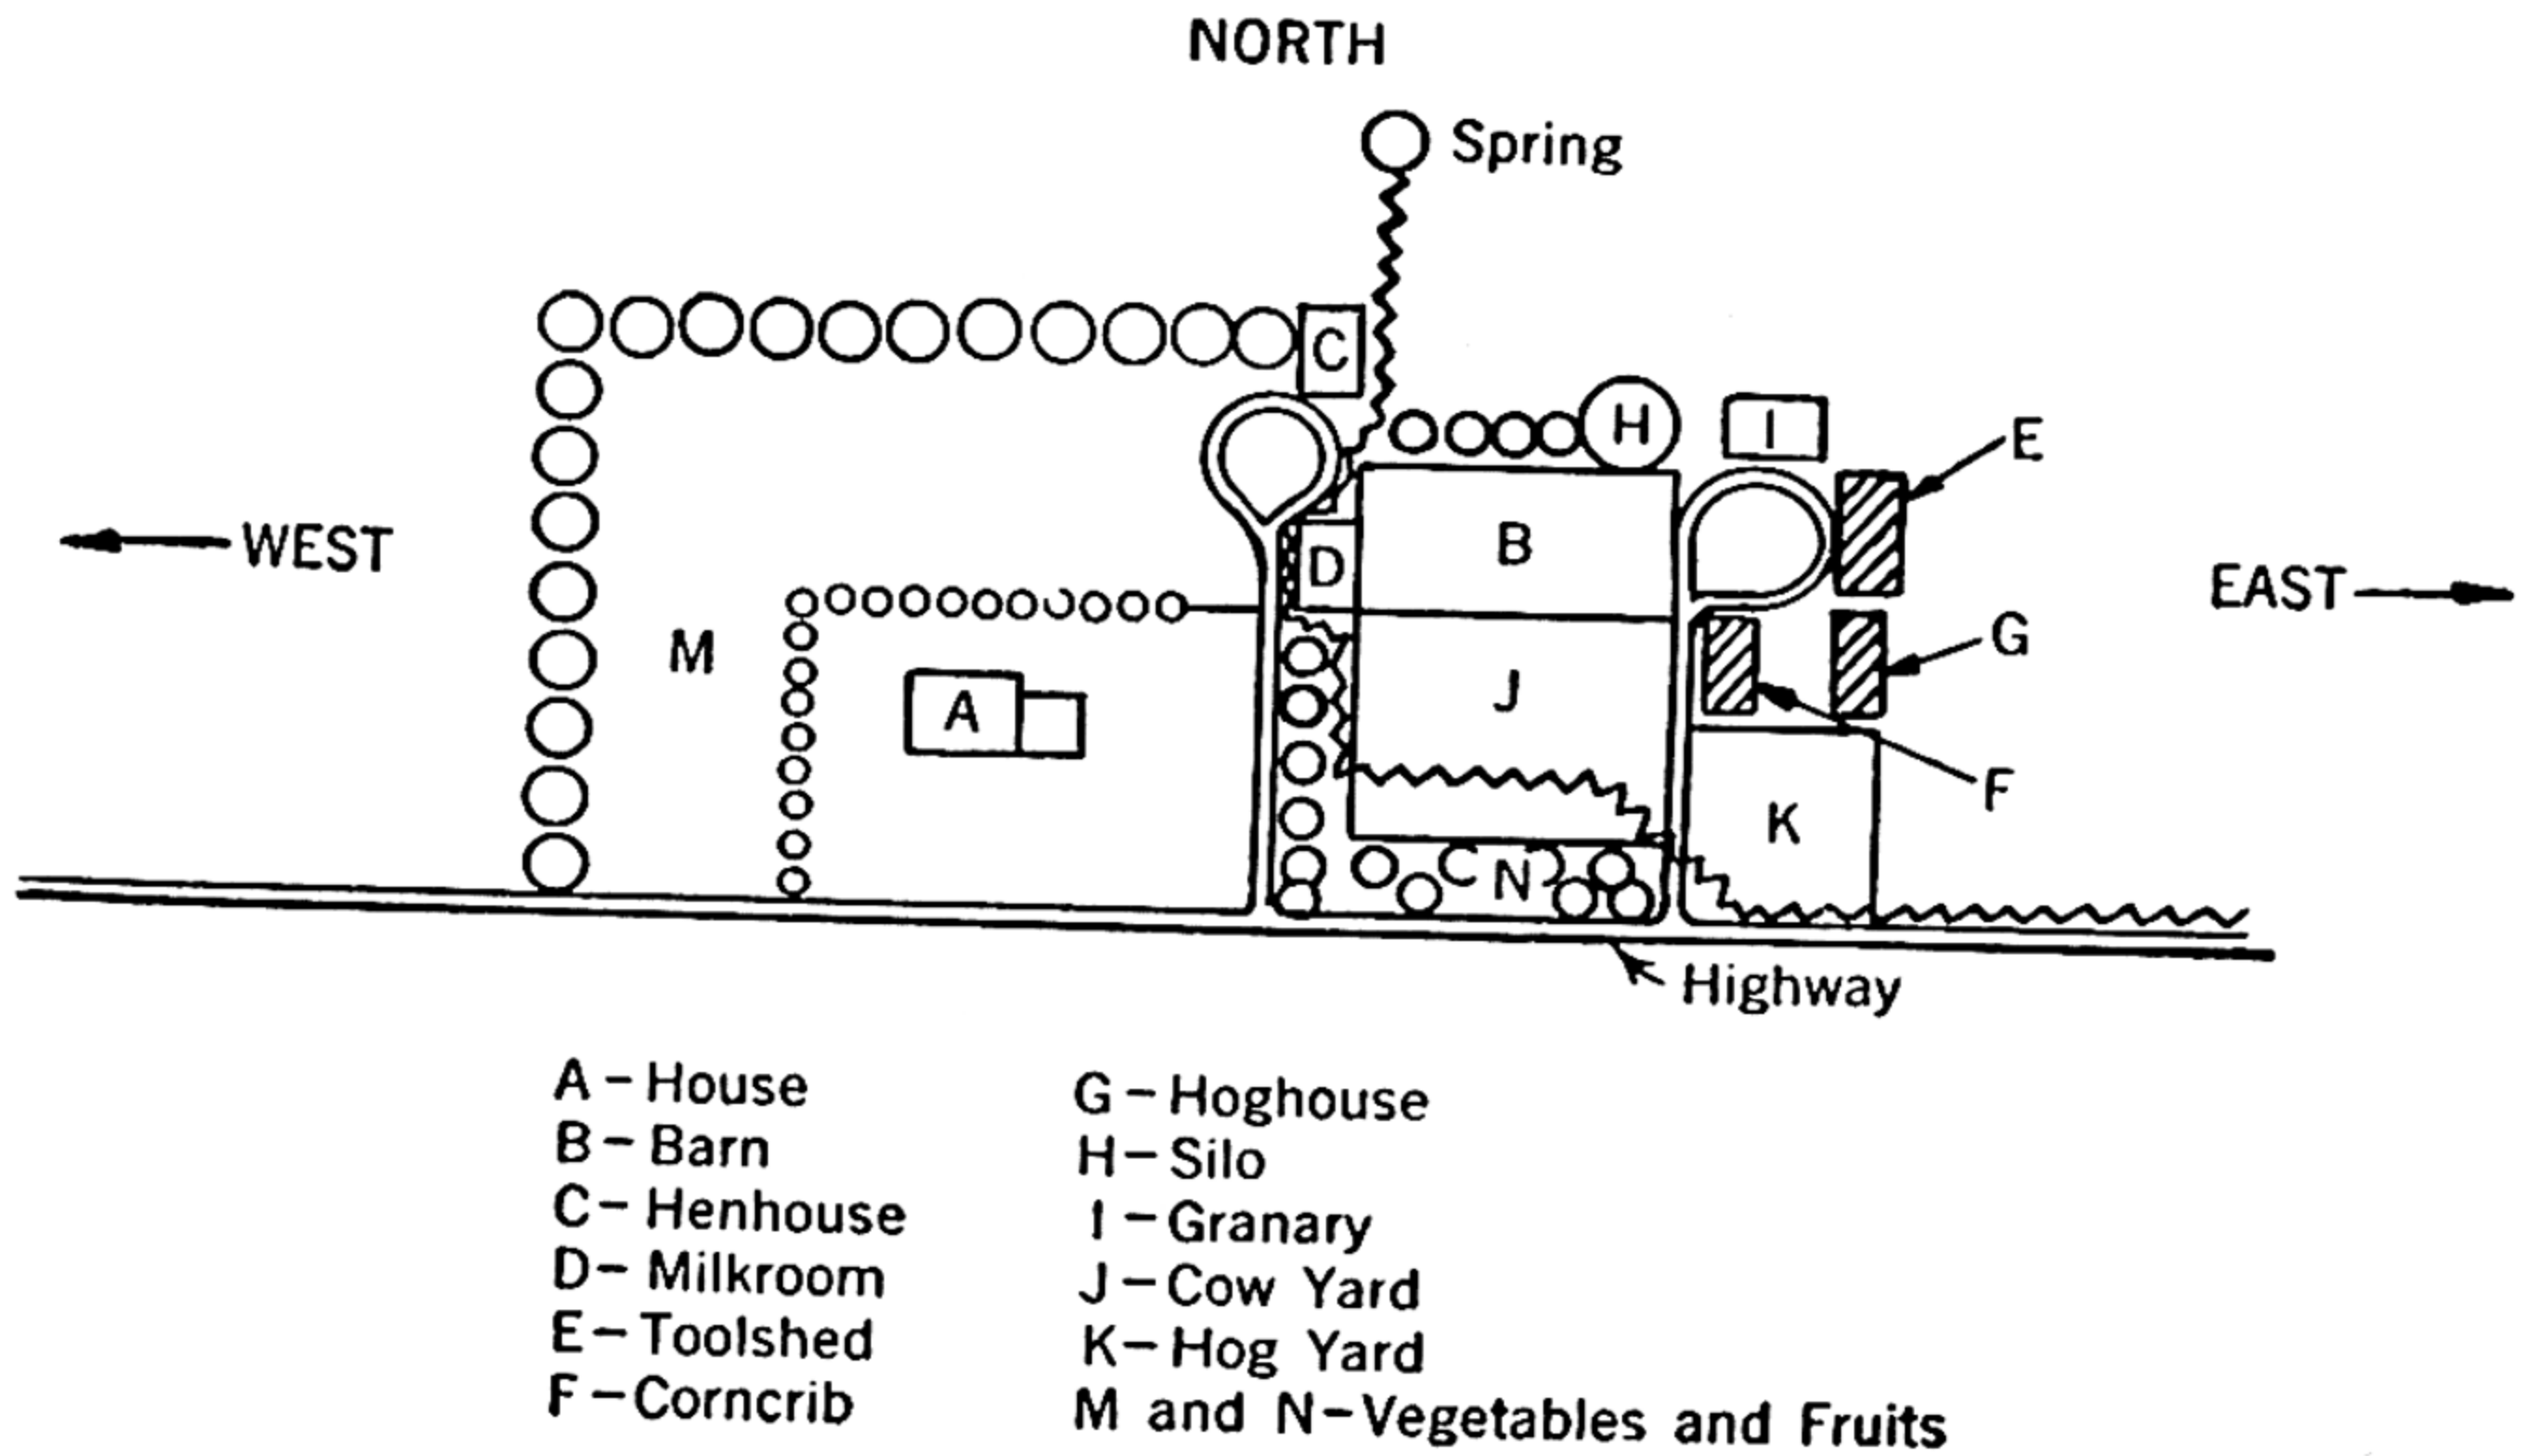 NORTH
Spring
C
H
I
E
WEST
B
D
EAST
G
M
A
J
F
K
N
Highway
A – House
B – Barn
C – Henhouse
D – Milkroom
E – Toolshed
F – Corncrib
G – Hoghouse
H – Silo
I – Granary
J – Cow Yard
K – Hog Yard
M and N – Vegetables and Fruits